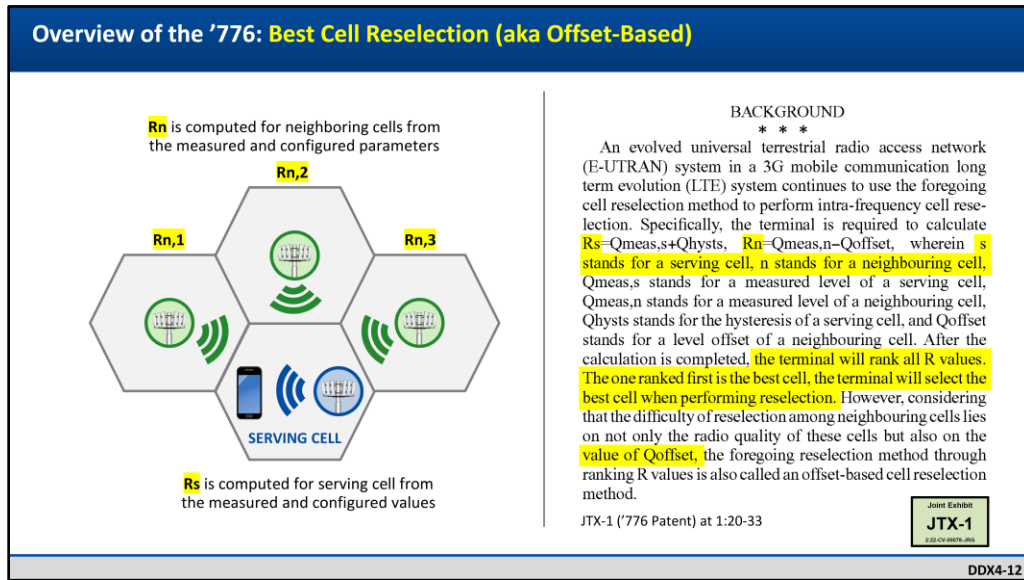 Overview of the ’776: Best Cell Reselection (aka Offset-Based)
Rn is computed for neighboring cells from
the measured and configured parameters
Rn,2
Rn,1
Rn,3
SERVING CELL
Rs is computed for serving cell from
the measured and configured values
BACKGROUND
* * *
An evolved universal terrestrial radio access network
(E-UTRAN) system in a 3G mobile communication long
term evolution (LTE) system continues to use the foregoing
cell reselection method to perform intra-frequency cell rese-
lection. Specifically, the terminal is required to calculate
Rs=Qmeas,s+Qhysts, Rn=Qmeas,n−Qoffset, wherein s
stands for a serving cell, n stands for a neighbouring cell,
Qmeas,s stands for a measured level of a serving cell,
Qmeas,n stands for a measured level of a neighbouring cell,
Qhysts stands for the hysteresis of a serving cell, and Qoffset
stands for a level offset of a neighbouring cell. After the
calculation is completed, the terminal will rank all R values.
The one ranked first is the best cell, the terminal will select the
best cell when performing reselection. However, considering
that the difficulty of reselection among neighbouring cells lies
on not only the radio quality of these cells but also on the
value of Qoffset, the foregoing reselection method through
ranking R values is also called an offset-based cell reselection
method.
JTX-1 (’776 Patent) at 1:20-33
Joint Exhibit
JTX-1
2:22-CV-00078-JRG
DDX4-12